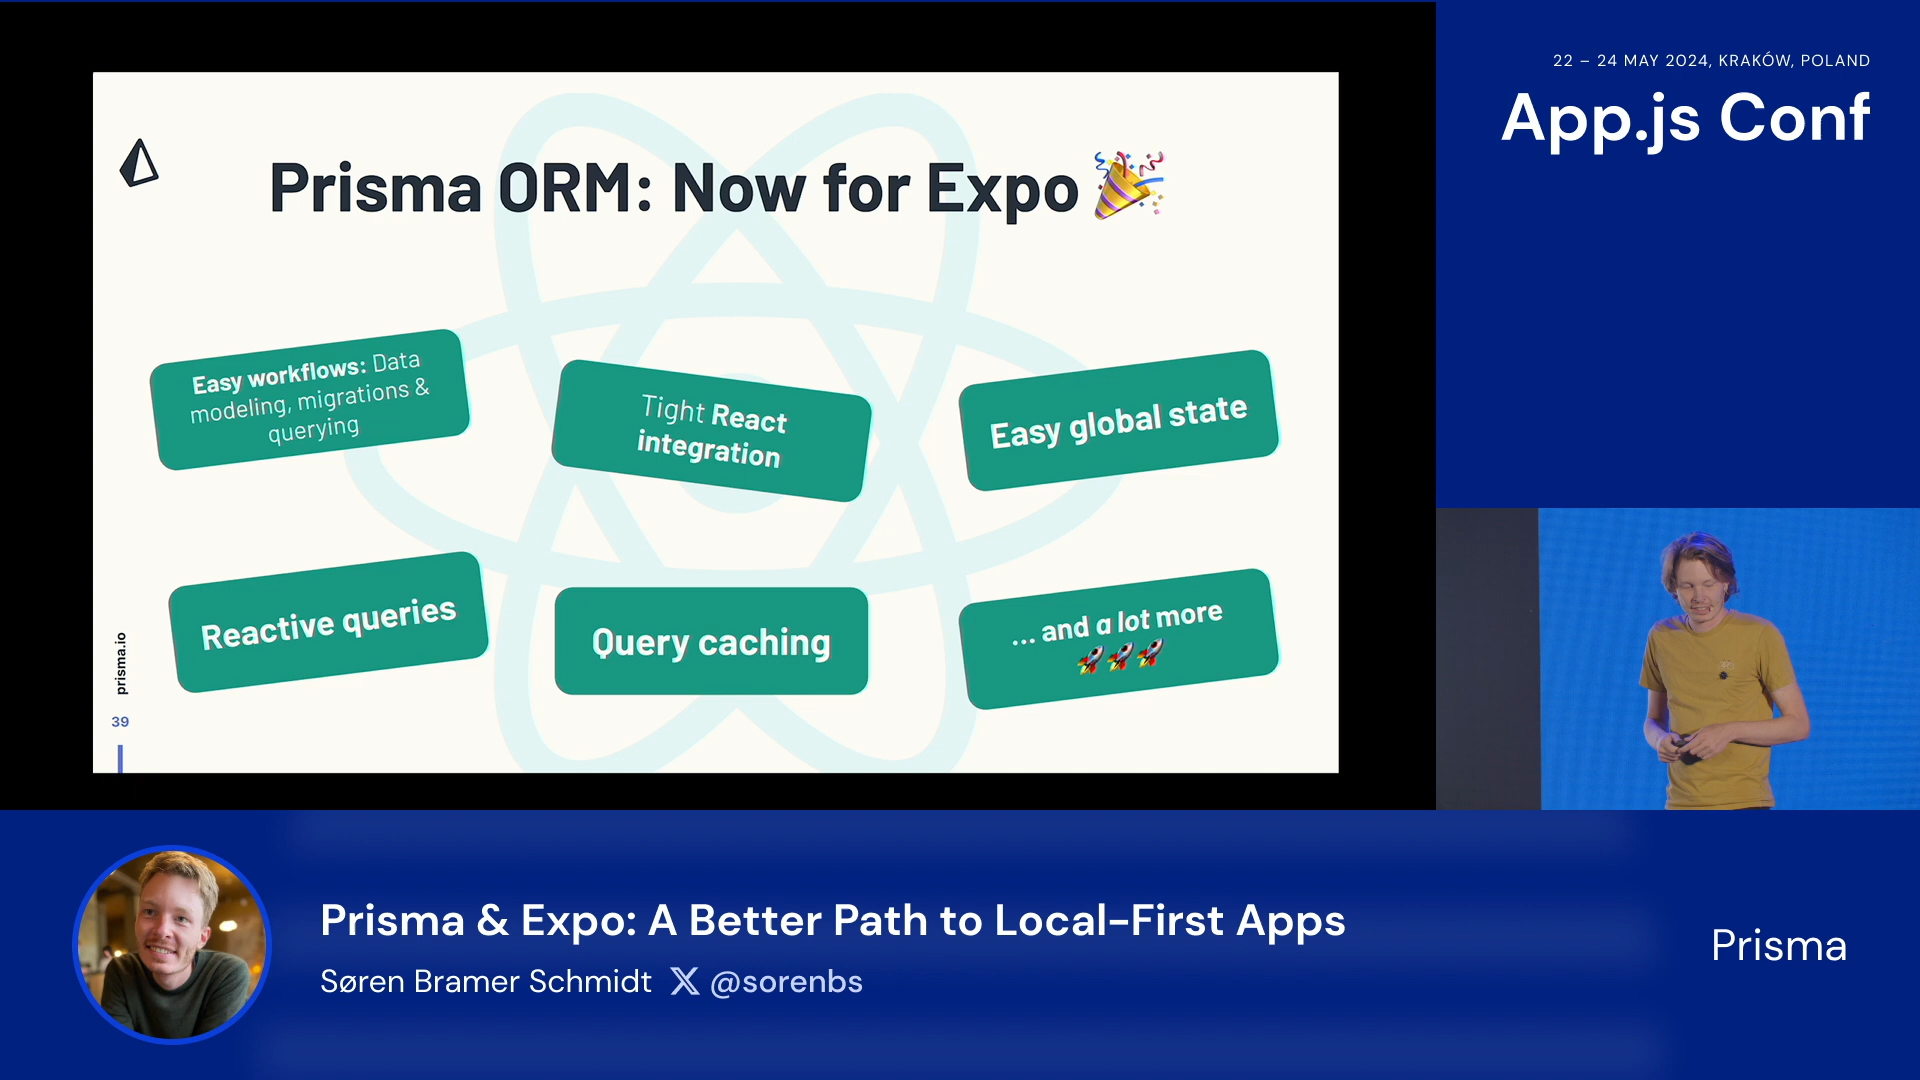 22 – 24 MAY 2024, KRAKÓW, POLAND
App.js Conf
Prisma ORM: Now for Expo 🎉
Easy workflows: Data
modeling, migrations &
querying
Tight React
integration
Easy global state
Reactive queries
Query caching
... and a lot more
🚀🚀🚀
prisma.io
39
Prisma & Expo: A Better Path to Local-First Apps
Søren Bramer Schmidt 𝕏 @sorenbs
Prisma